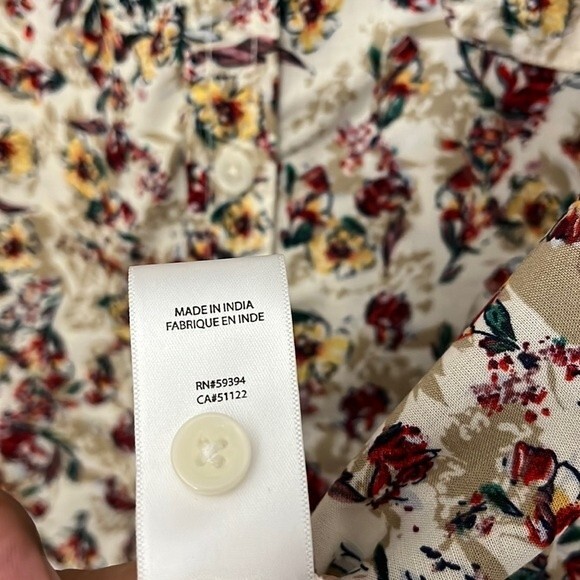 MADE IN INDIA
FABRIQUE EN INDE
RN#59394
CA#51122